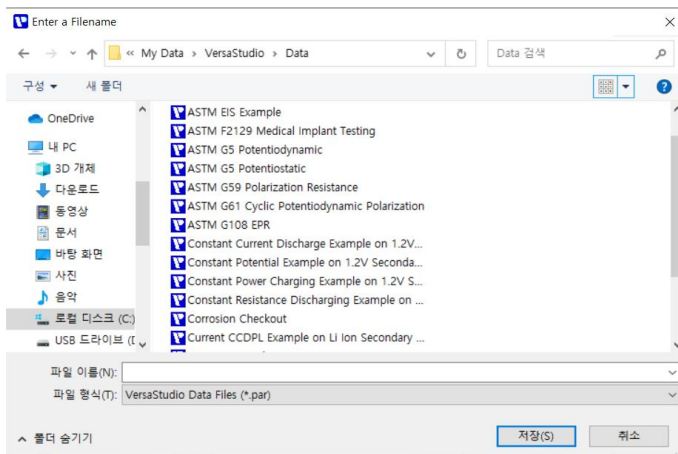 Enter a Filename
« My Data › VersaStudio › Data
Data 검색
구성
새 폴더
OneDrive
내 PC
3D 개체
다운로드
동영상
문서
바탕 화면
사진
음악
로컬 디스크 (C:)
USB 드라이브 (
ASTM EIS Example
ASTM F2129 Medical Implant Testing
ASTM G5 Potentiodynamic
ASTM G5 Potentiostatic
ASTM G59 Polarization Resistance
ASTM G61 Cyclic Potentiodynamic Polarization
ASTM G108 EPR
Constant Current Discharge Example on 1.2V...
Constant Potential Example on 1.2V Seconda...
Constant Power Charging Example on 1.2V S...
Constant Resistance Discharging Example on ...
Corrosion Checkout
Current CCDPL Example on Li Ion Secondary ...
파일 이름(N):
파일 형식(T): VersaStudio Data Files (*.par)
폴더 숨기기
저장(S)
취소